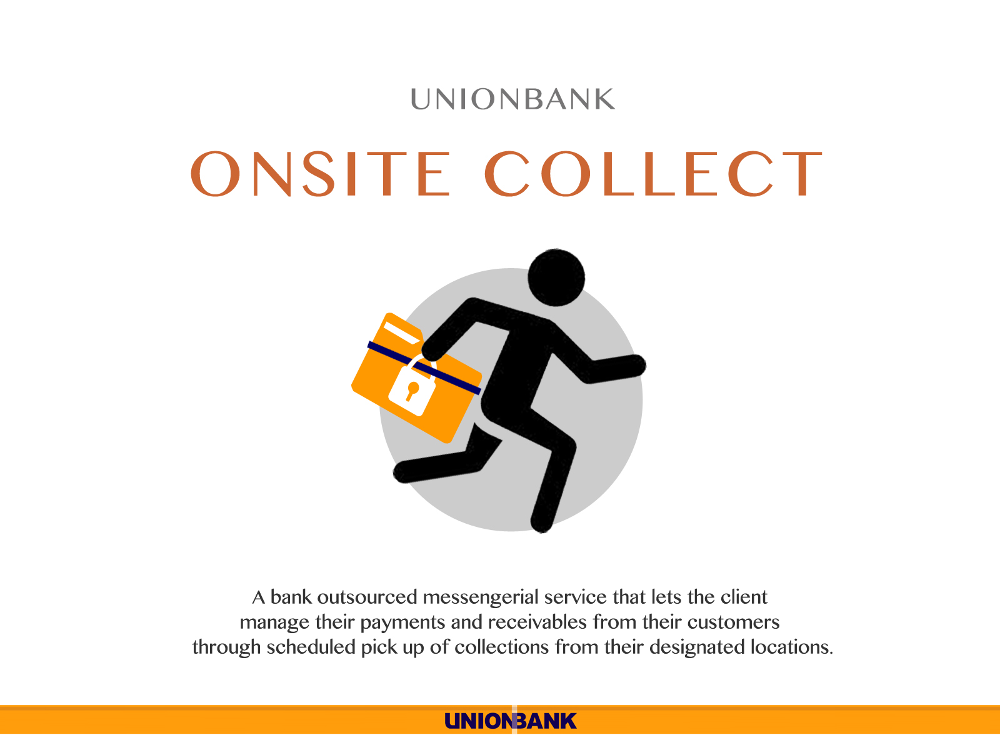 UNIONBANK
ONSITE COLLECT
A bank outsourced messengerial service that lets the client
manage their payments and receivables from their customers
through scheduled pick up of collections from their designated locations.
UNIONBANK